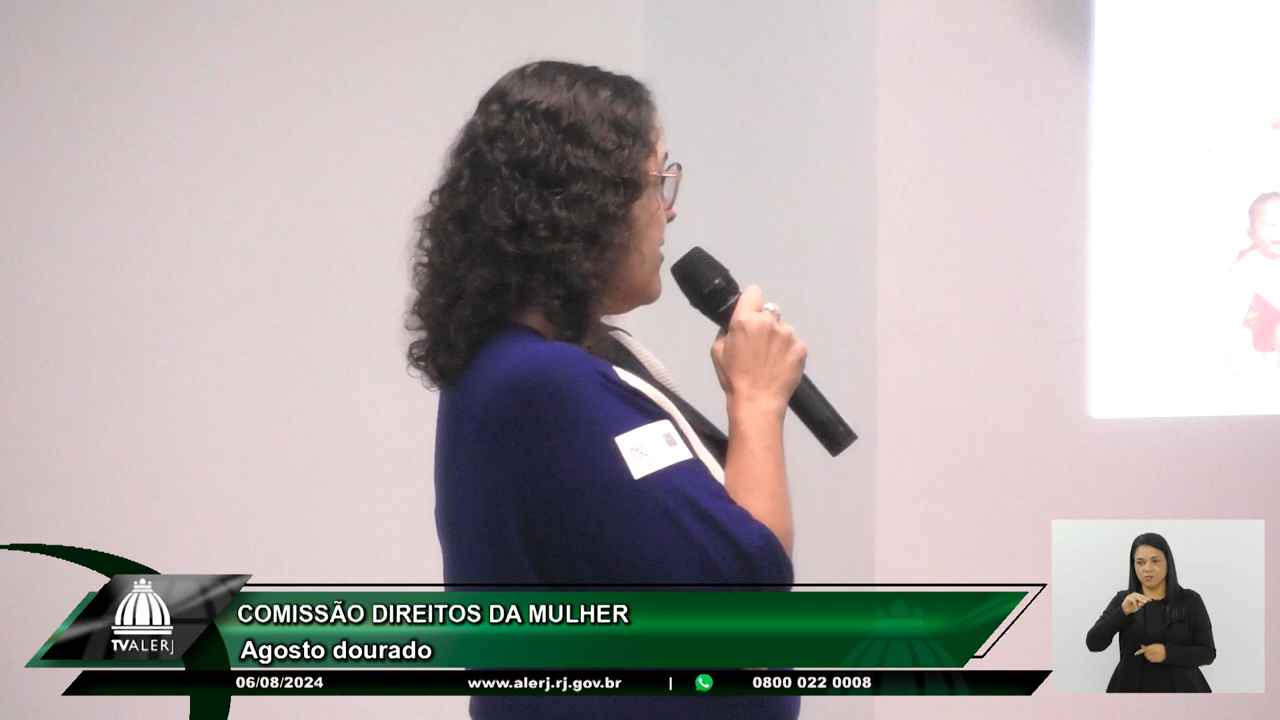 COMISSÃO DIREITOS DA MULHER
Agosto dourado
TVALERJ
06/08/2024 www.alerj.rj.gov.br | 0800 022 0008